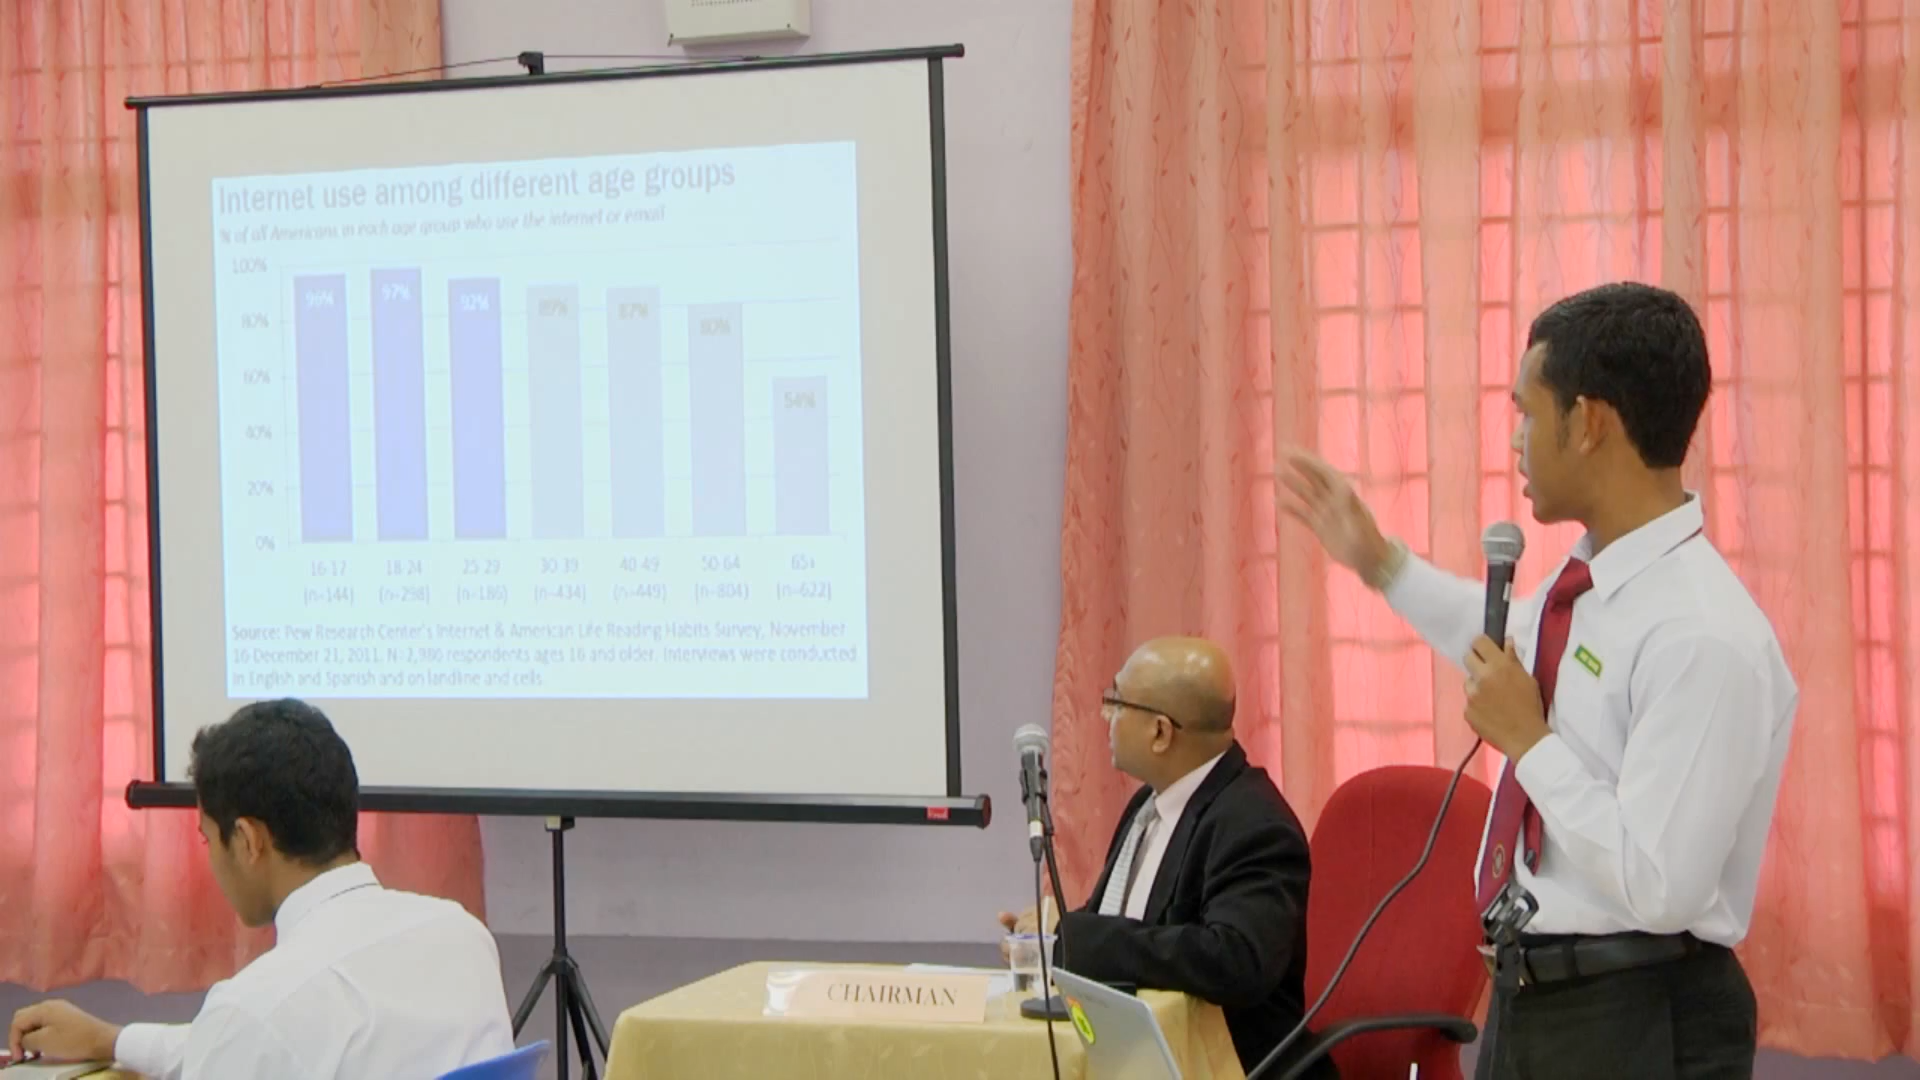 Internet use among different age groups
% of all Americans in each age group who use the internet or email
100%
80%
60%
40%
20%
0%
96%
97%
92%
89%
87%
80%
54%
16-17
18-24
25-29
30-39
40-49
50-64
65+
(n=144)
(n=298)
(n=186)
(n=434)
(n=449)
(n=804)
(n=622)
Source: Pew Research Center's Internet & American Life Reading Habits Survey, November
16-December 21, 2011. N=2,986 respondents ages 16 and older. Interviews were conducted
in English and Spanish and on landline and cells.
CHAIRMAN